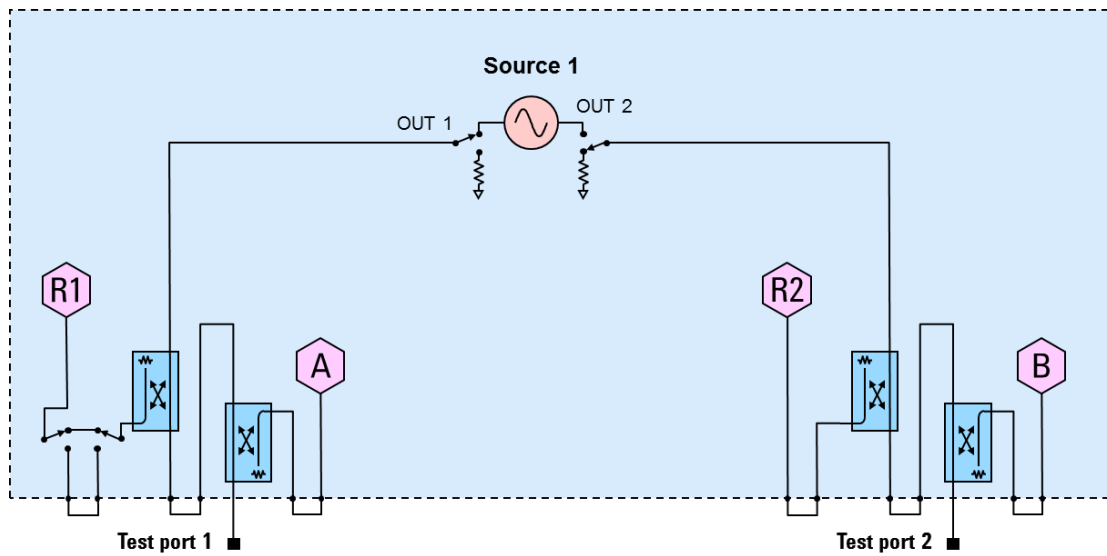 Source 1
OUT 1
OUT 2
R1
R2
A
B
Test port 1
Test port 2